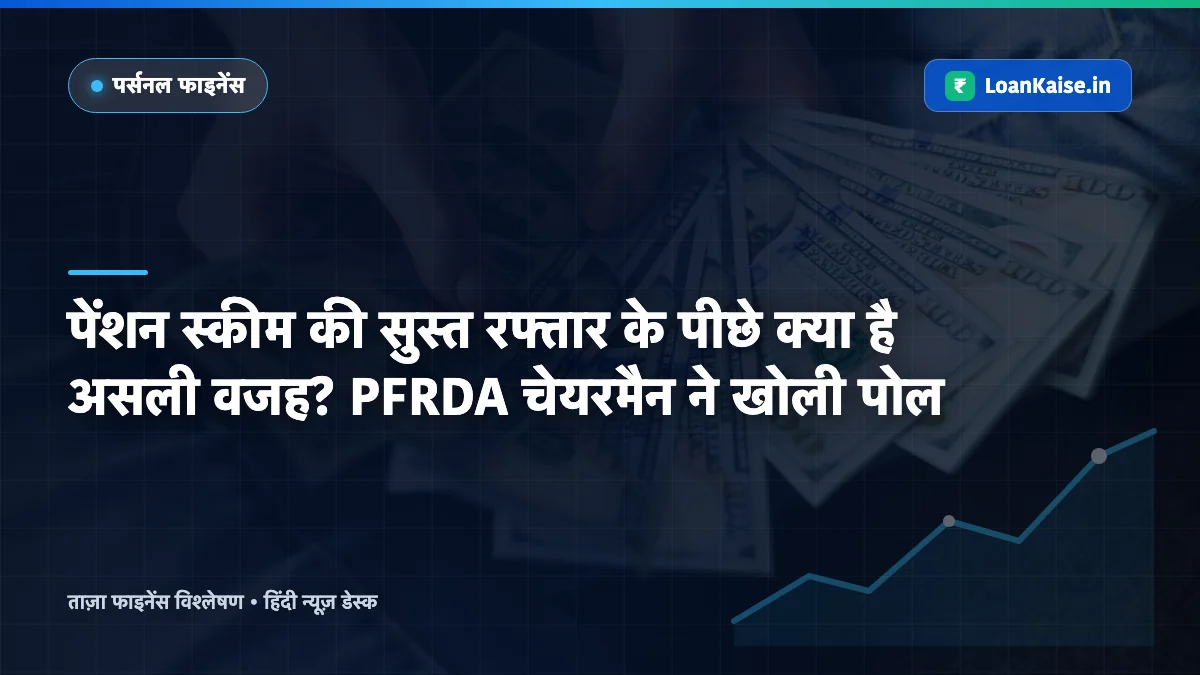 पर्सनल फाइनेंस
₹ LoanKaise.in
पेंशन स्कीम की सुस्त रफ्तार के पीछे क्या है
असली वजह? PFRDA चेयरमैन ने खोली पोल
ताज़ा फाइनेंस विश्लेषण • हिंदी न्यूज़ डेस्क